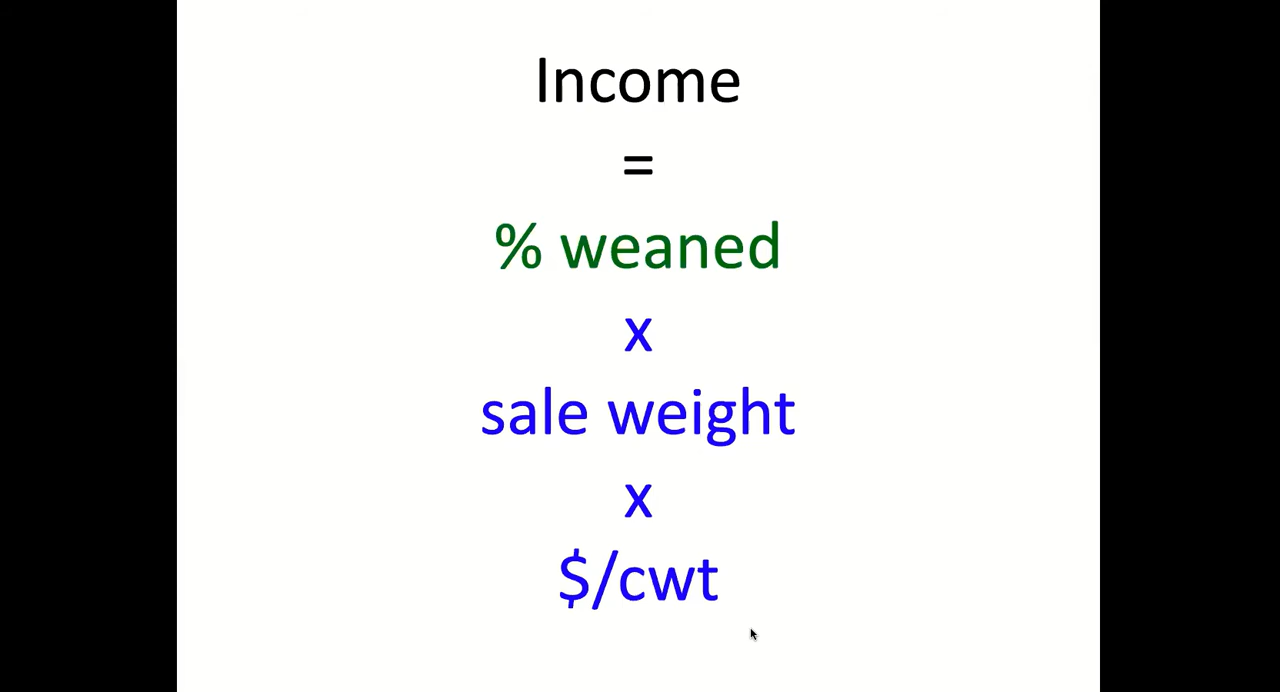 Income
=
% weaned
x
sale weight
x
$/cwt